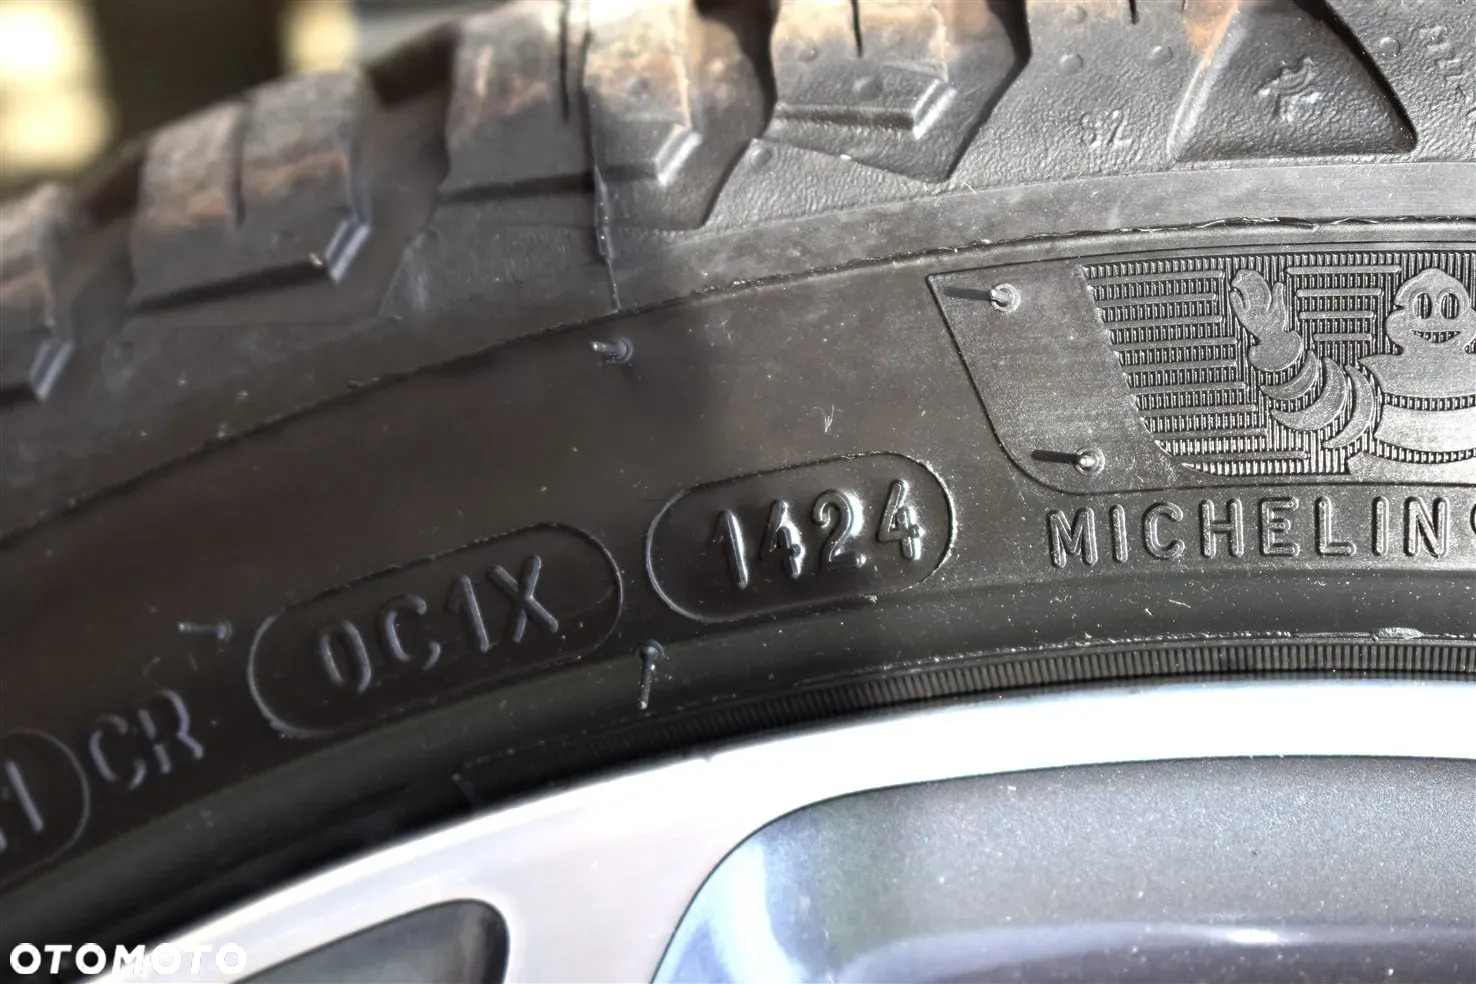 1424
MICHELIN
0C1X
CR
OTOMOTO